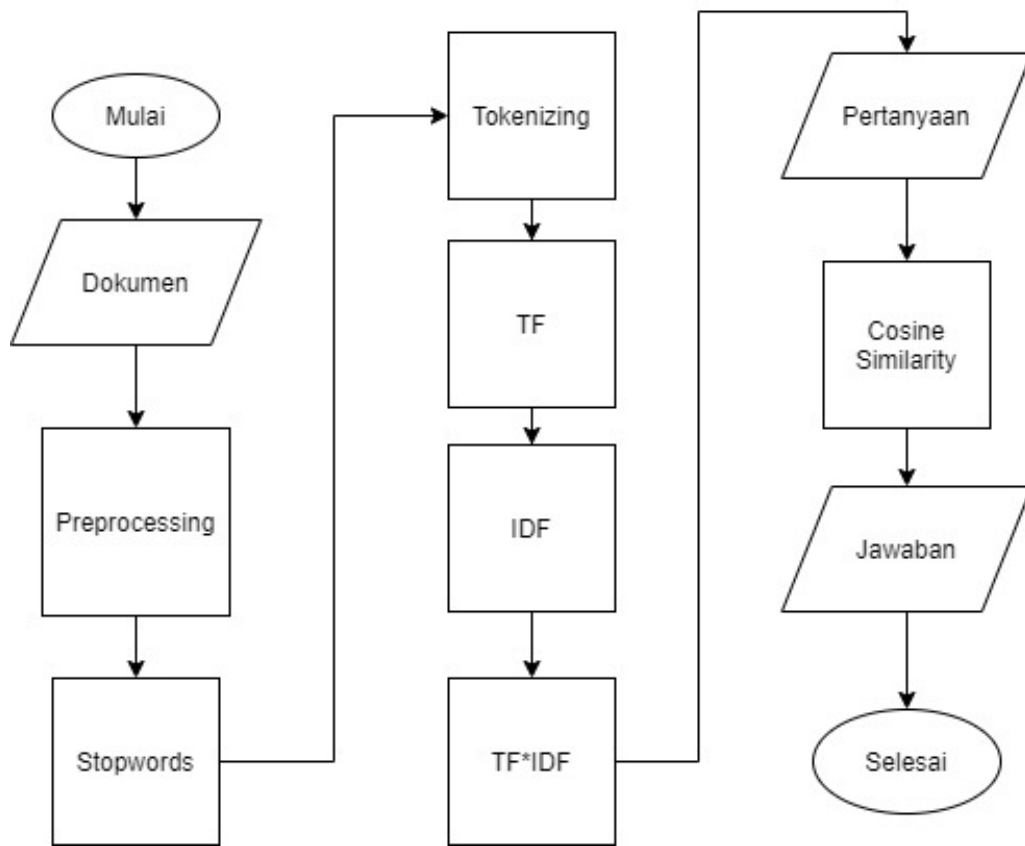 Mulai
Dokumen
Preprocessing
Stopwords
Tokenizing
TF
IDF
TF*IDF
Pertanyaan
Cosine
Similarity
Jawaban
Selesai